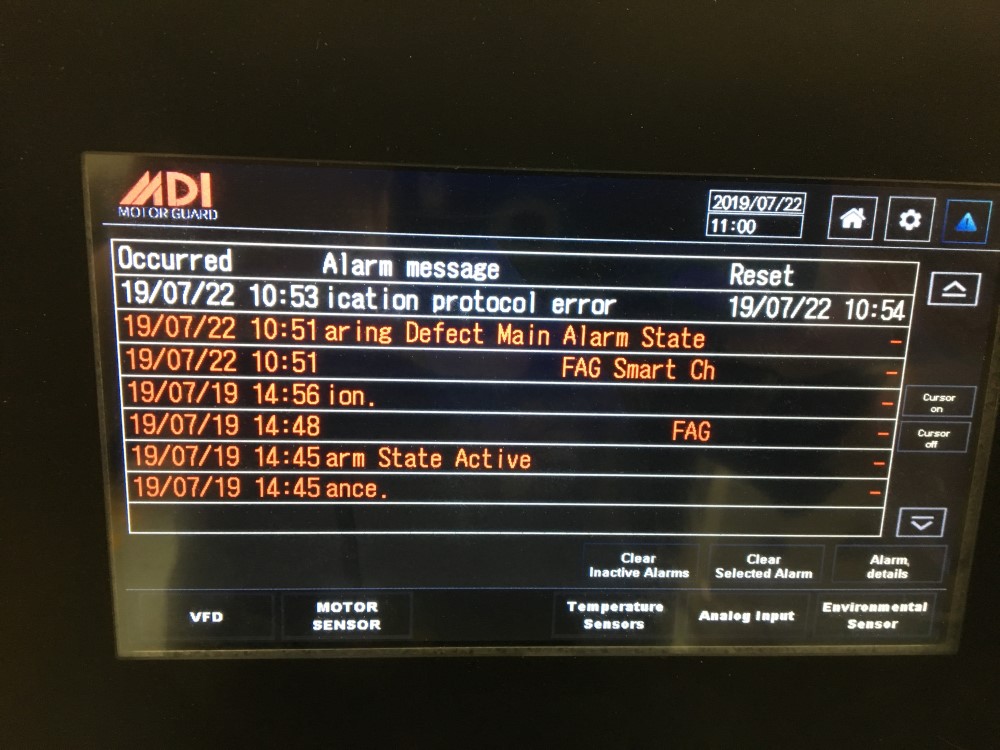 MDI
MOTOR GUARD
2019/07/22
11:00
Occurred Alarm message Reset
19/07/22 10:53 ication protocol error 19/07/22 10:54
19/07/22 10:51 aring Defect Main Alarm State -
19/07/22 10:51 FAG Smart Ch -
19/07/19 14:56 ion. -
19/07/19 14:48 FAG -
19/07/19 14:45 arm State Active -
19/07/19 14:45 ance. -
Cursor
on
Cursor
off
Clear
Inactive Alarms
Clear
Selected Alarm
Alarm,
details
VFD
MOTOR
SENSOR
Temperature
Sensors
Analog Input
Environmental
Sensor